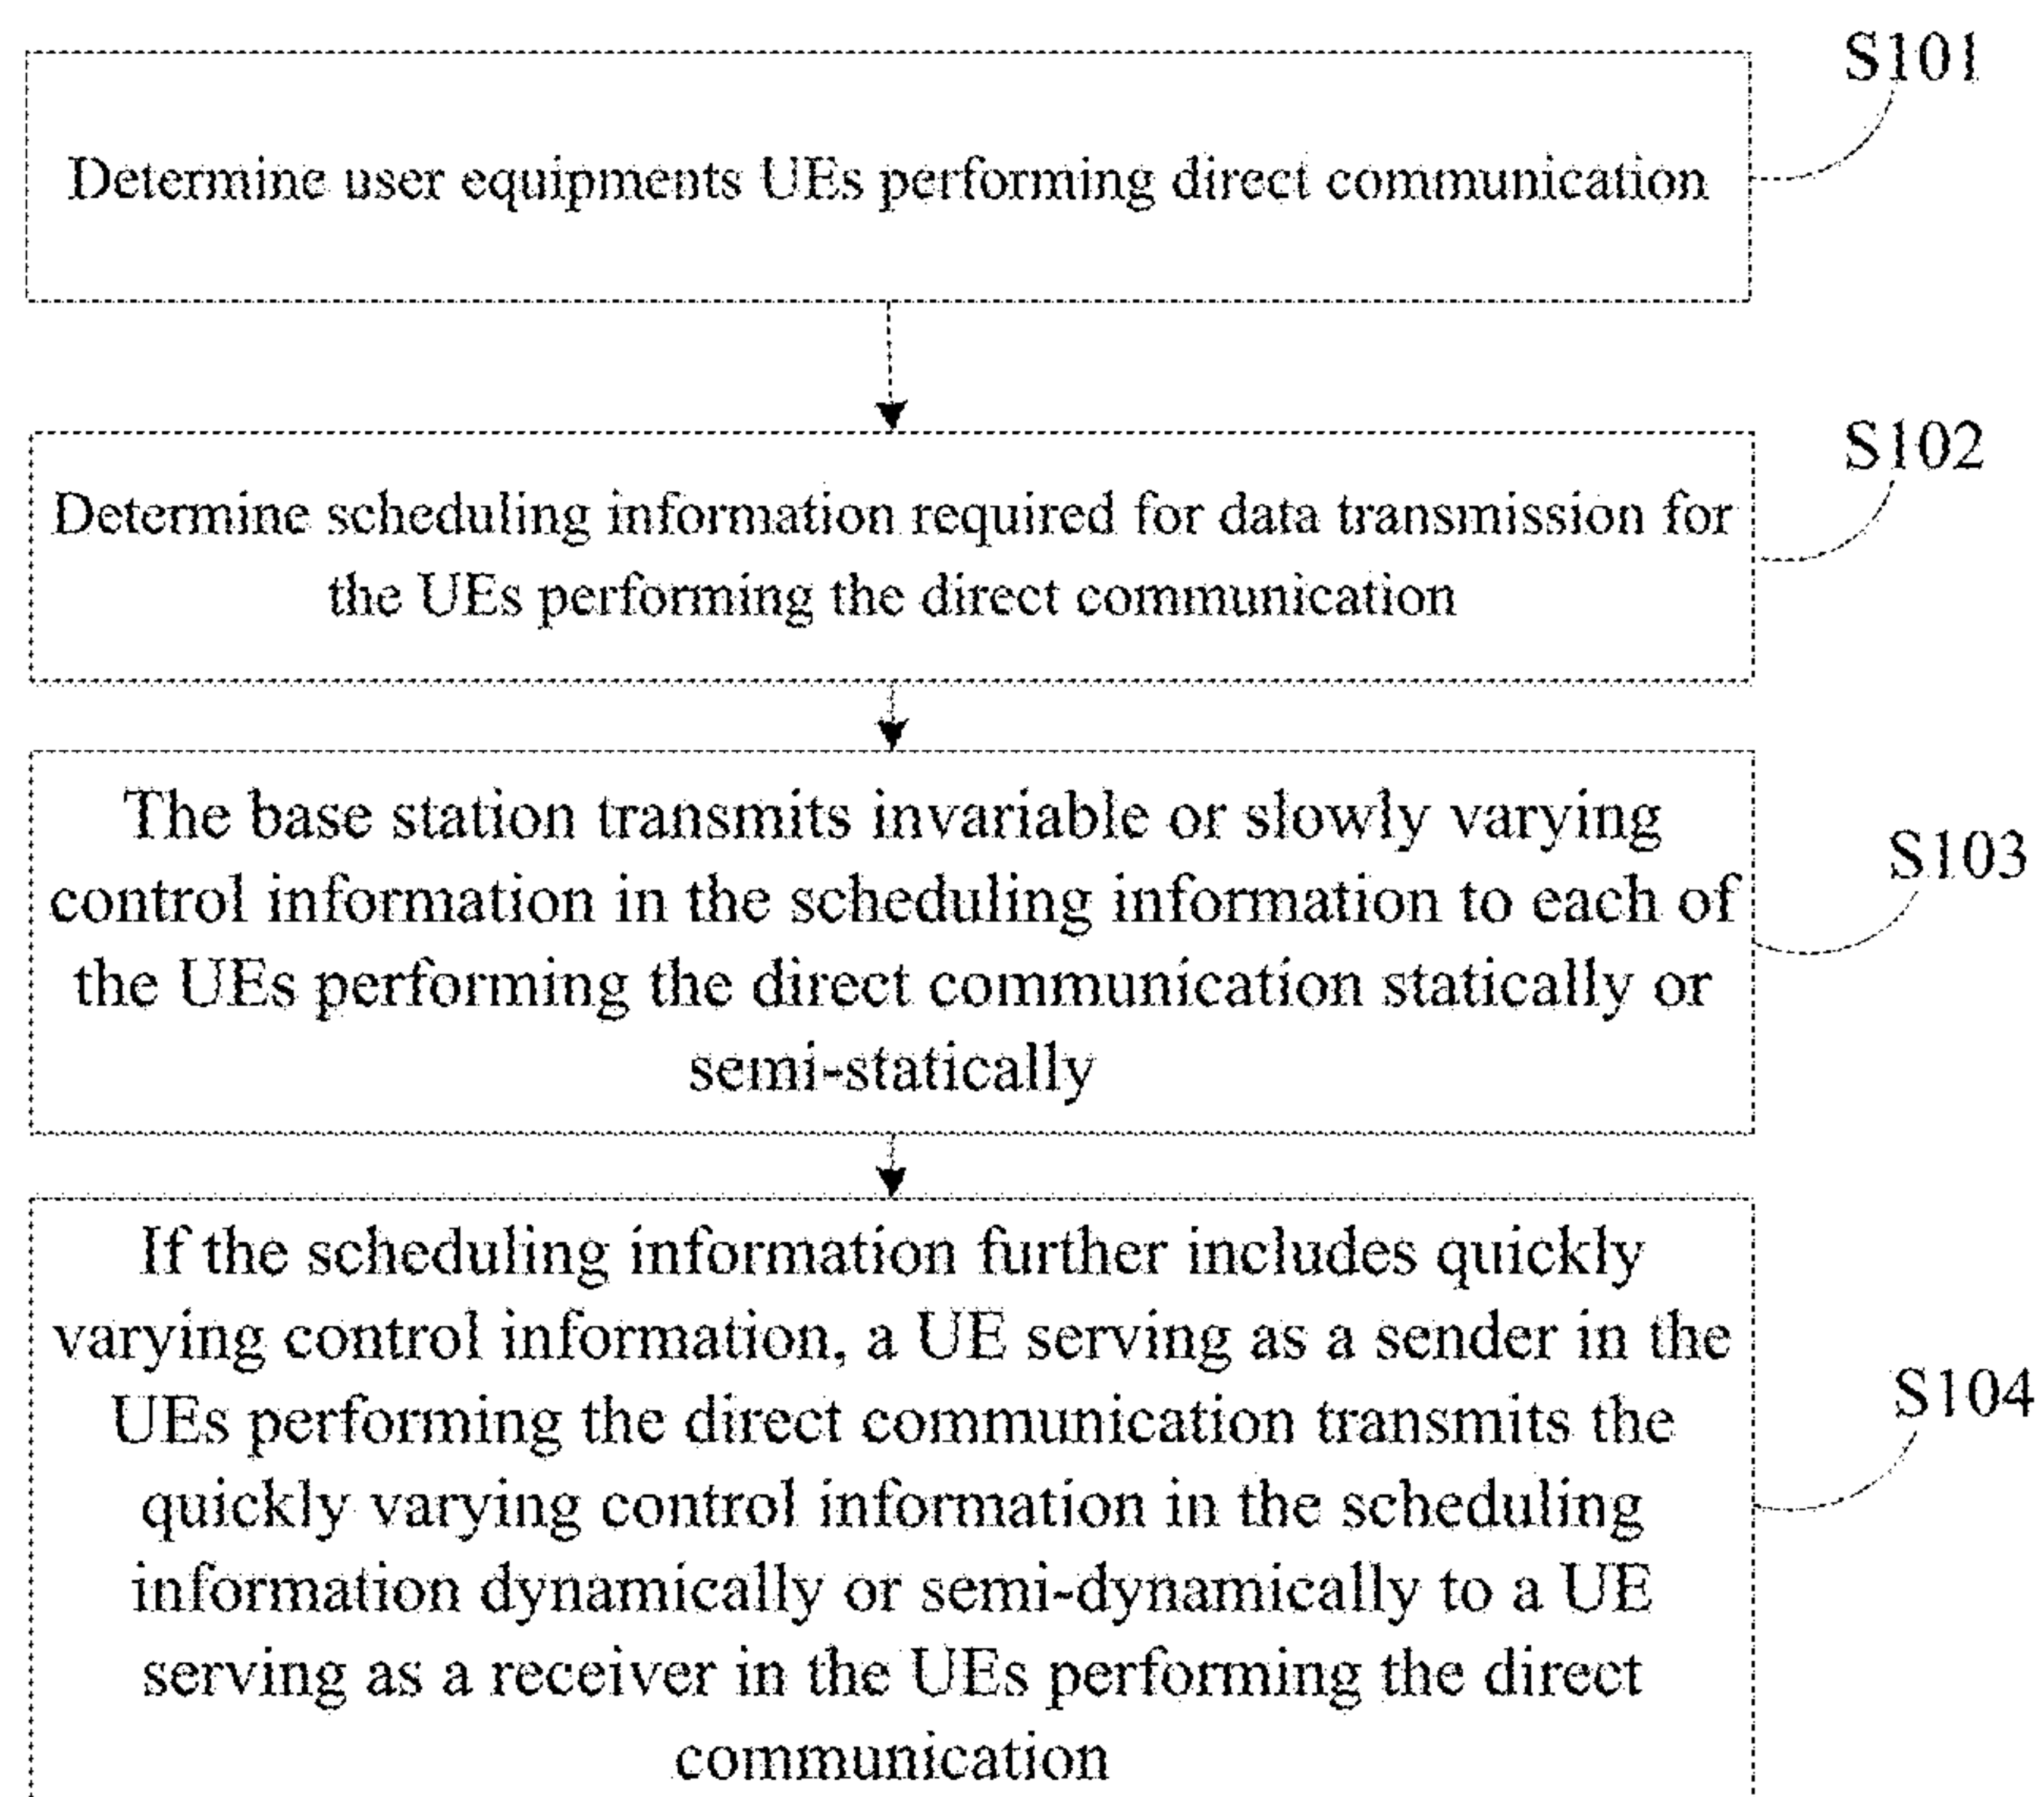 S101
Determine user equipments UEs performing direct communication
S102
Determine scheduling information required for data transmission for
the UEs performing the direct communication
The base station transmits invariable or slowly varying
control information in the scheduling information to each of
the UEs performing the direct communication statically or
semi-statically
S103
If the scheduling information further includes quickly
varying control information, a UE serving as a sender in the
UEs performing the direct communication transmits the
quickly varying control information in the scheduling
information dynamically or semi-dynamically to a UE
serving as a receiver in the UEs performing the direct
communication
S104